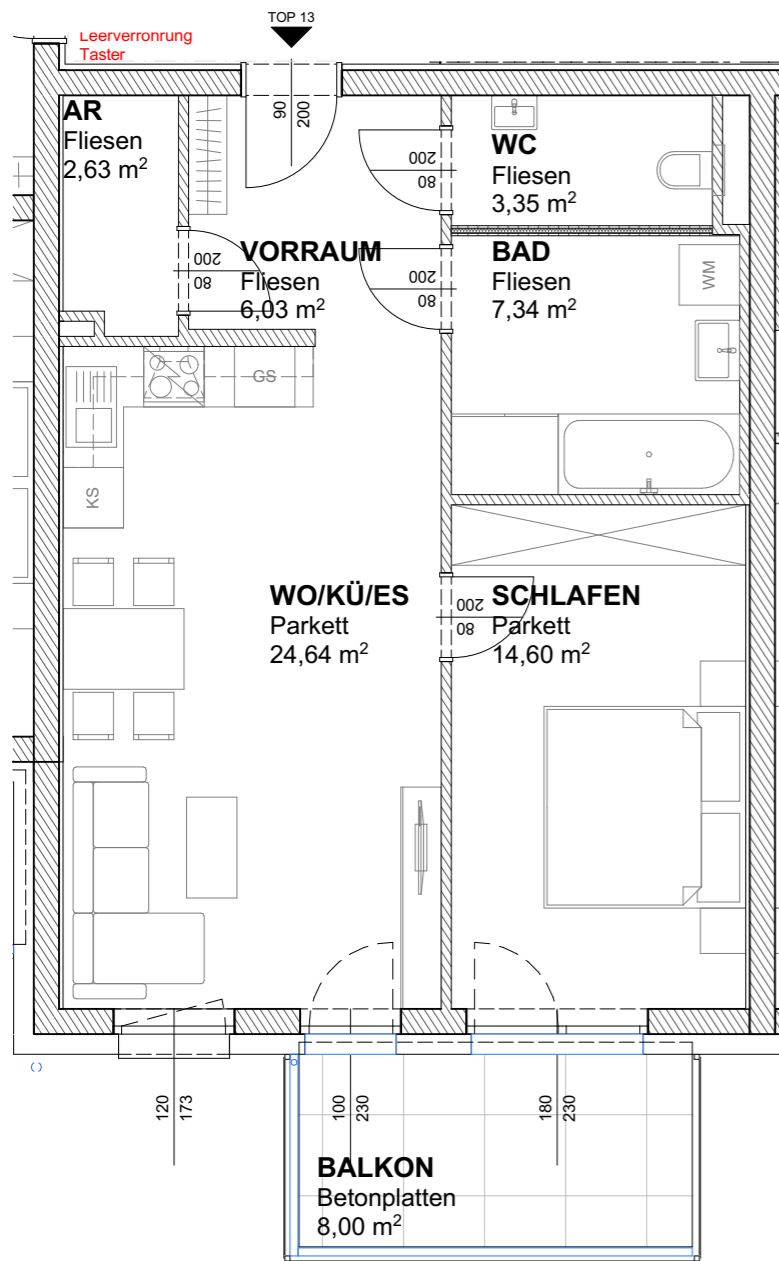 TOP 13
Leerverrohrung
Taster
90
200
AR
Fliesen
2,63 m²
200
80
WC
Fliesen
3,35 m²
200
80
VORRAUM
Fliesen
6,03 m²
200
80
BAD
Fliesen
7,34 m²
WM
GS
KS
WO/KÜ/ES
Parkett
24,64 m²
200
80
SCHLAFEN
Parkett
14,60 m²
120
173
100
230
180
230
BALKON
Betonplatten
8,00 m²